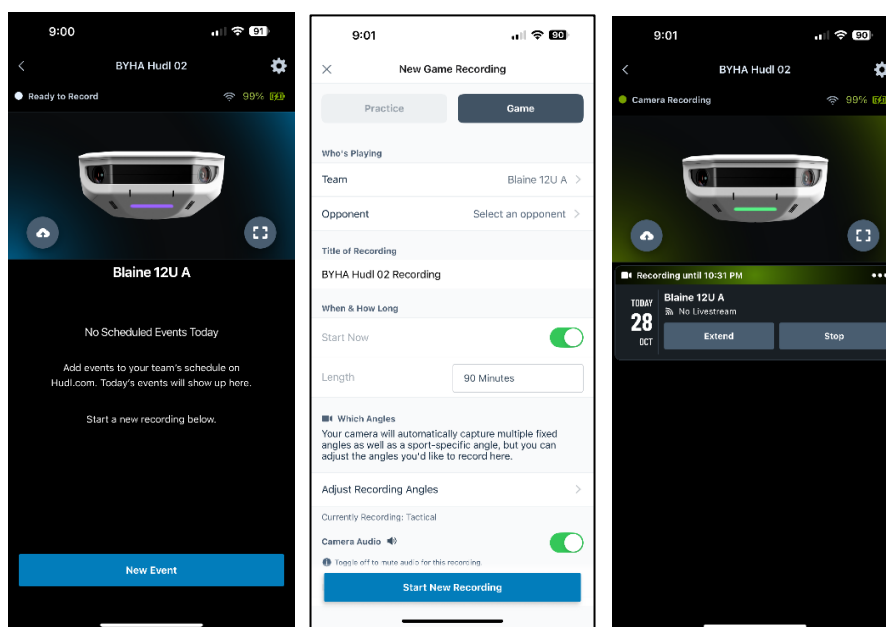 9:00
91
BYHA Hudl 02
Ready to Record
99%
Blaine 12U A
No Scheduled Events Today
Add events to your team's schedule on
Hudl.com. Today's events will show up here.
Start a new recording below.
New Event
9:01
90
New Game Recording
Practice
Game
Who's Playing
Team
Blaine 12U A
Opponent
Select an opponent
Title of Recording
BYHA Hudl 02 Recording
When & How Long
Start Now
Length
90 Minutes
Which Angles
Your camera will automatically capture multiple fixed
angles as well as a sport-specific angle, but you can
adjust the angles you'd like to record here.
Adjust Recording Angles
Currently Recording: Tactical
Camera Audio
Toggle off to mute audio for this recording.
Start New Recording
9:01
90
BYHA Hudl 02
Camera Recording
99%
Recording until 10:31 PM
TODAY
28
OCT
Blaine 12U A
No Livestream
Extend
Stop